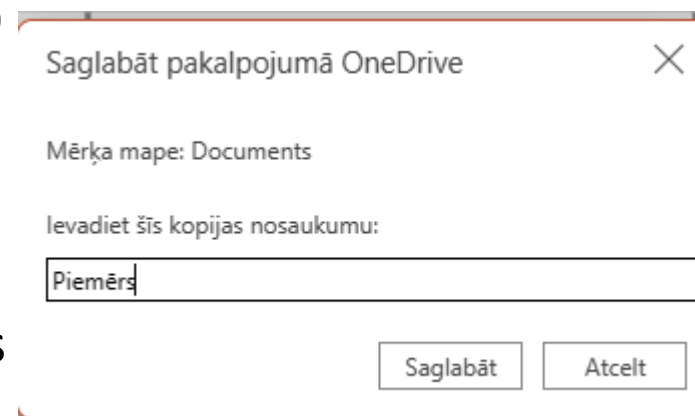 Saglabāt pakalpojumā OneDrive
Mērķa mape: Documents
Ievadiet šīs kopijas nosaukumu:
Piemērs
Saglabāt Atcelt